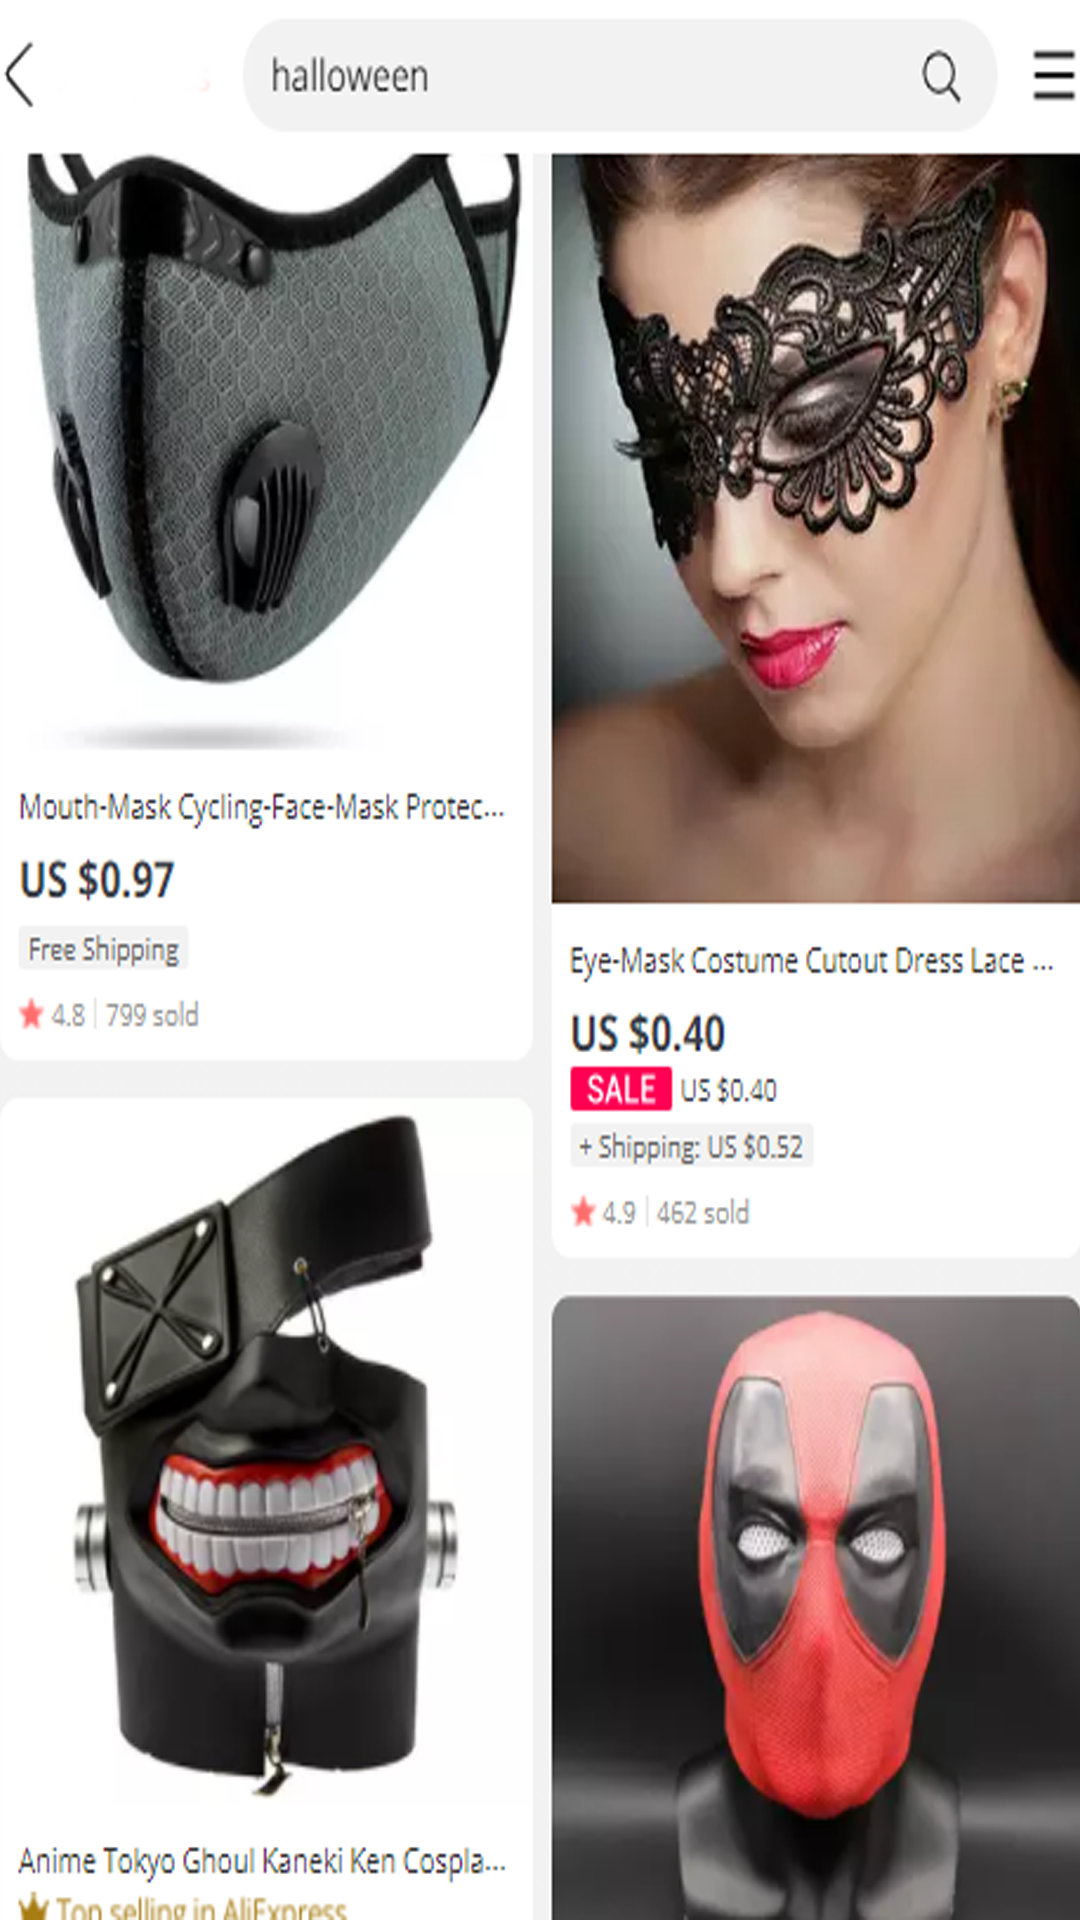 halloween
Mouth-Mask Cycling-Face-Mask Protec...
US $0.97
Free Shipping
4.8 | 799 sold
Eye-Mask Costume Cutout Dress Lace ...
US $0.40
SALE US $0.40
+ Shipping: US $0.52
4.9 | 462 sold
Anime Tokyo Ghoul Kaneki Ken Cospla...
Top selling in AliExpress